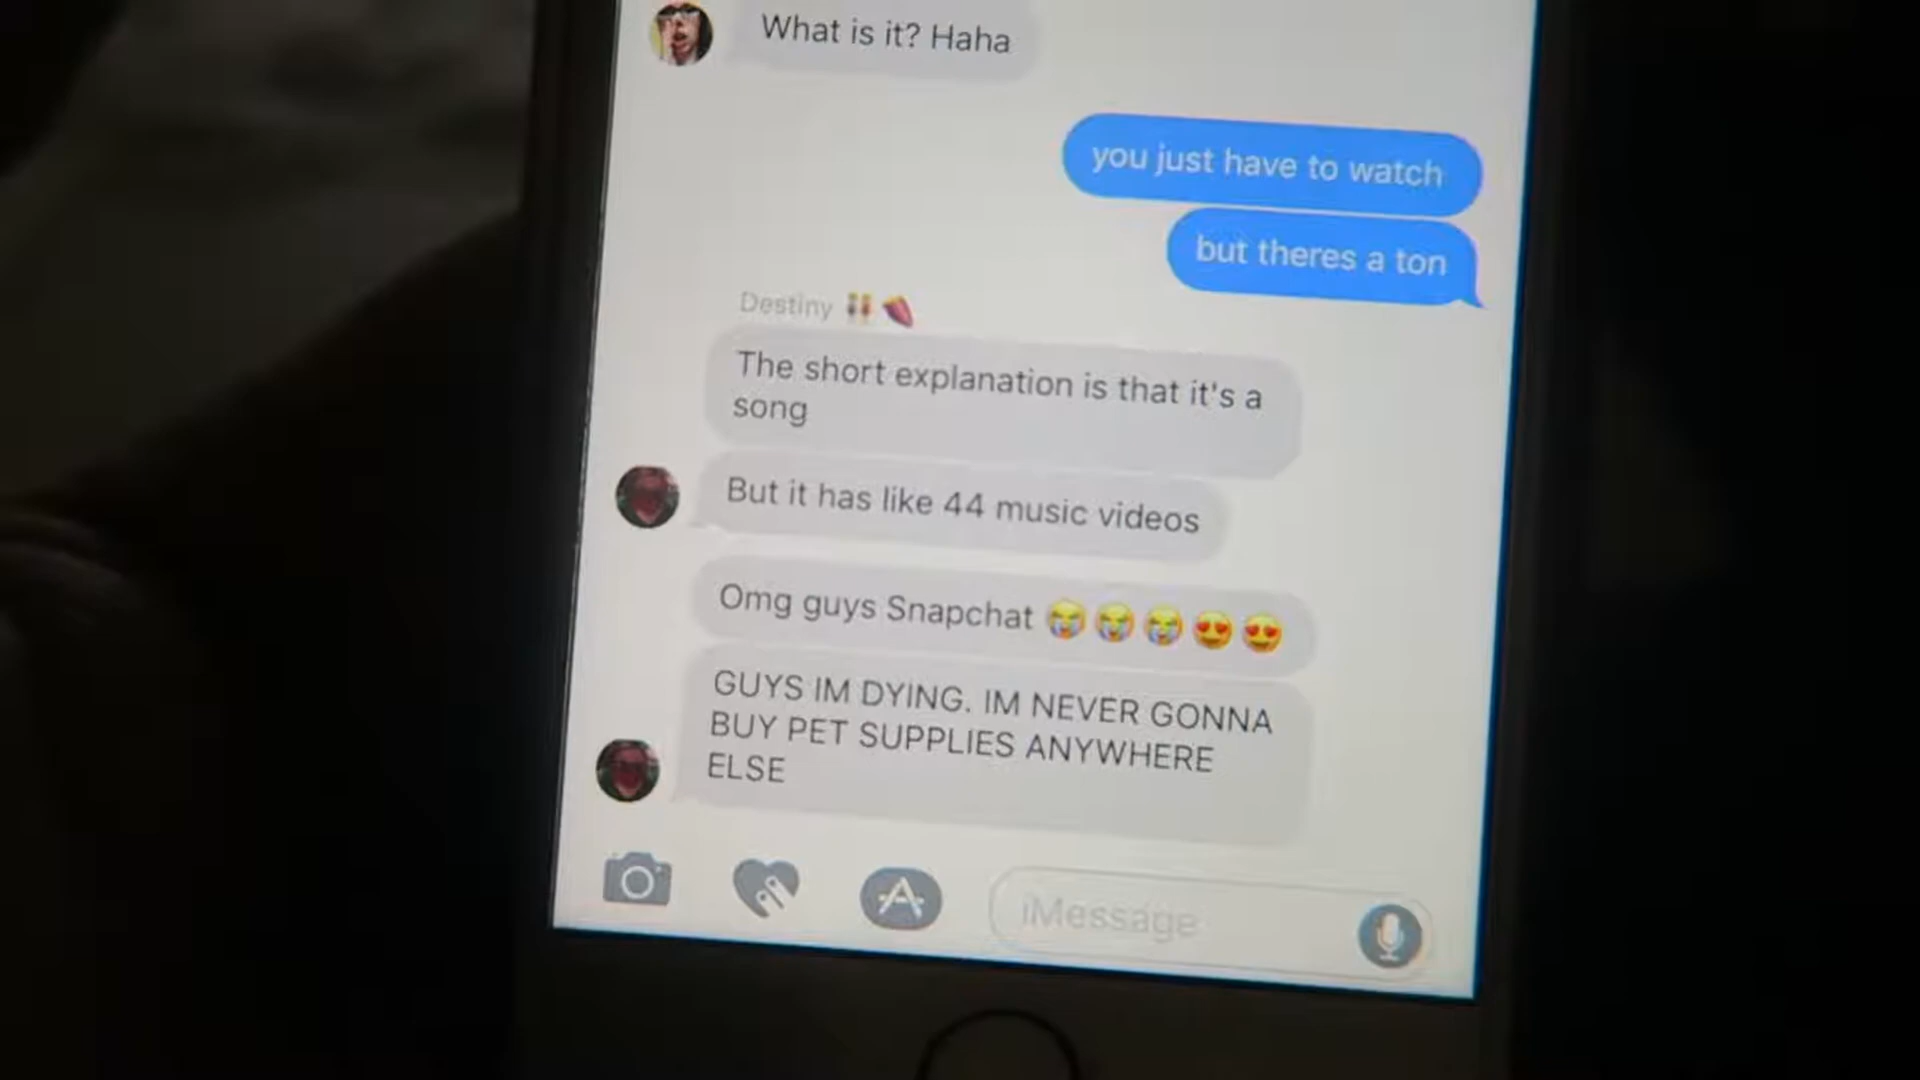 What is it? Haha
you just have to watch
but theres a ton
Destiny
The short explanation is that it's a
song
But it has like 44 music videos
Omg guys Snapchat 😭😭😭😍😍
GUYS IM DYING. IM NEVER GONNA
BUY PET SUPPLIES ANYWHERE
ELSE
iMessage